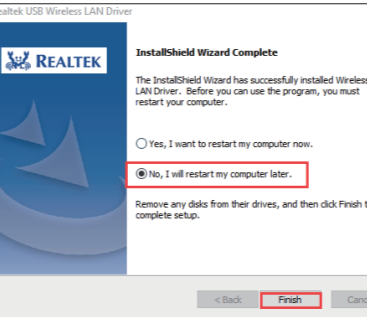 ealtek USB Wireless LAN Driver
REALTEK
InstallShield Wizard Complete
The InstallShield Wizard has successfully installed Wireless
LAN Driver. Before you can use the program, you must
restart your computer.
Yes, I want to restart my computer now.
No, I will restart my computer later.
Remove any disks from their drives, and then click Finish t
complete setup.
< Back
Finish
Canc